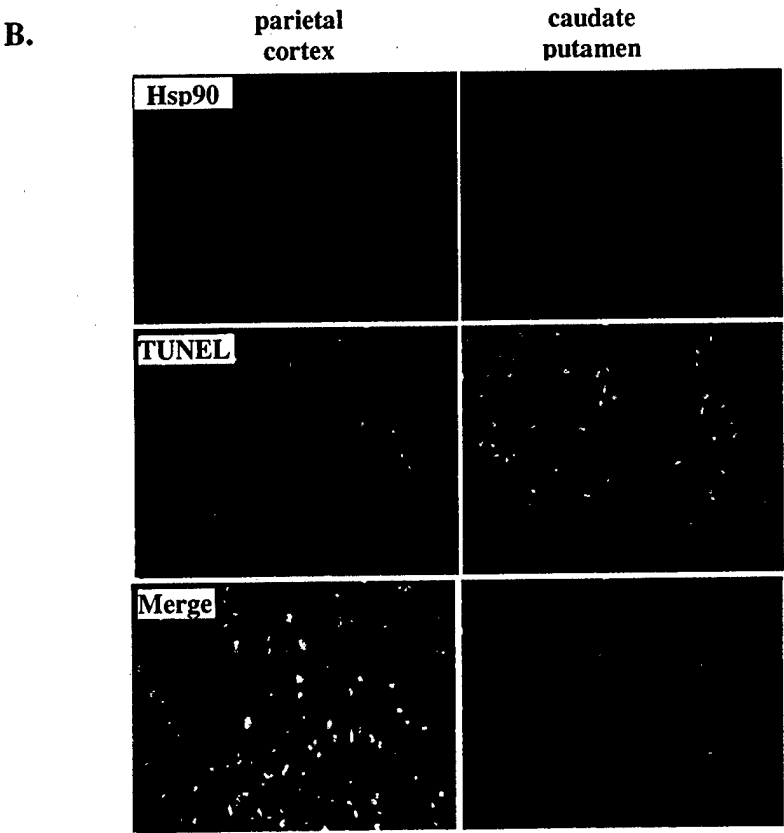 B.
parietal
cortex
caudate
putamen
Hsp90
TUNEL
Merge